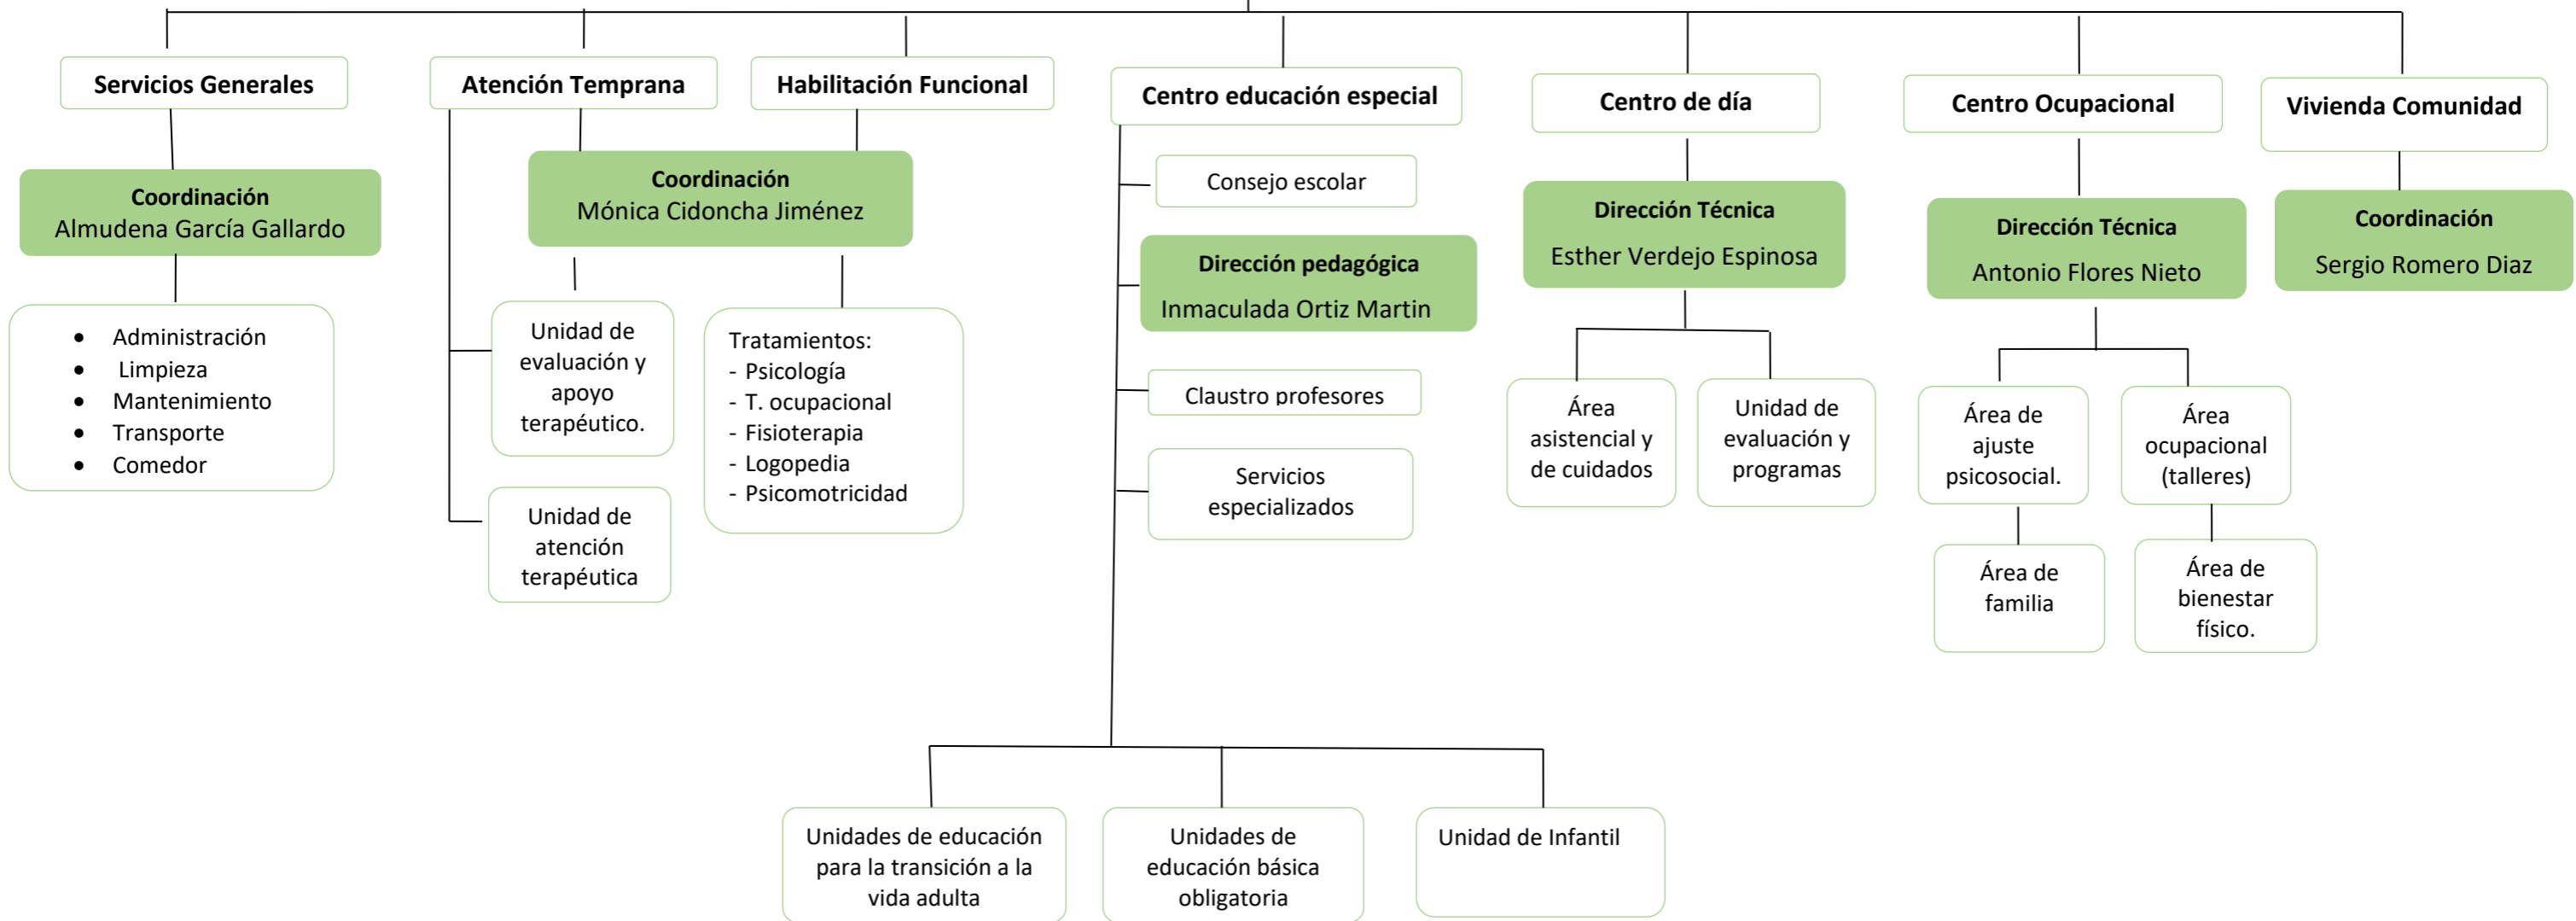 Servicios Generales
Coordinación
Almudena García Gallardo
• Administración
• Limpieza
• Mantenimiento
• Transporte
• Comedor
Atención Temprana
Habilitación Funcional
Coordinación
Mónica Cidoncha Jiménez
Unidad de
evaluación y
apoyo
terapéutico.
Unidad de
atención
terapéutica
Tratamientos:
- Psicología
- T. ocupacional
- Fisioterapia
- Logopedia
- Psicomotricidad
Centro educación especial
Consejo escolar
Dirección pedagógica
Inmaculada Ortiz Martin
Claustro profesores
Servicios
especializados
Unidades de educación
para la transición a la
vida adulta
Unidades de
educación básica
obligatoria
Unidad de Infantil
Centro de día
Dirección Técnica
Esther Verdejo Espinosa
Área
asistencial y
de cuidados
Unidad de
evaluación y
programas
Centro Ocupacional
Dirección Técnica
Antonio Flores Nieto
Área de
ajuste
psicosocial.
Área
ocupacional
(talleres)
Área de
familia
Área de
bienestar
físico.
Vivienda Comunidad
Coordinación
Sergio Romero Diaz